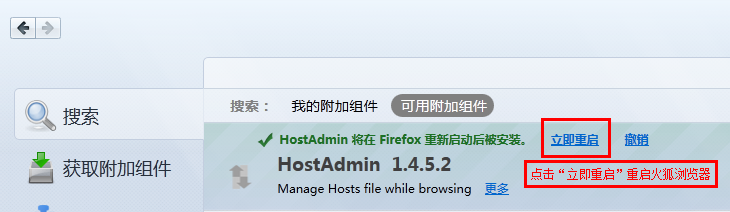 搜索
获取附加组件
搜索： 我的附加组件 可用附加组件
HostAdmin 将在 Firefox 重新启动后被安装。 立即重启 撤销
HostAdmin 1.4.5.2
Manage Hosts file while browsing 更多
点击“立即重启”重启火狐浏览器